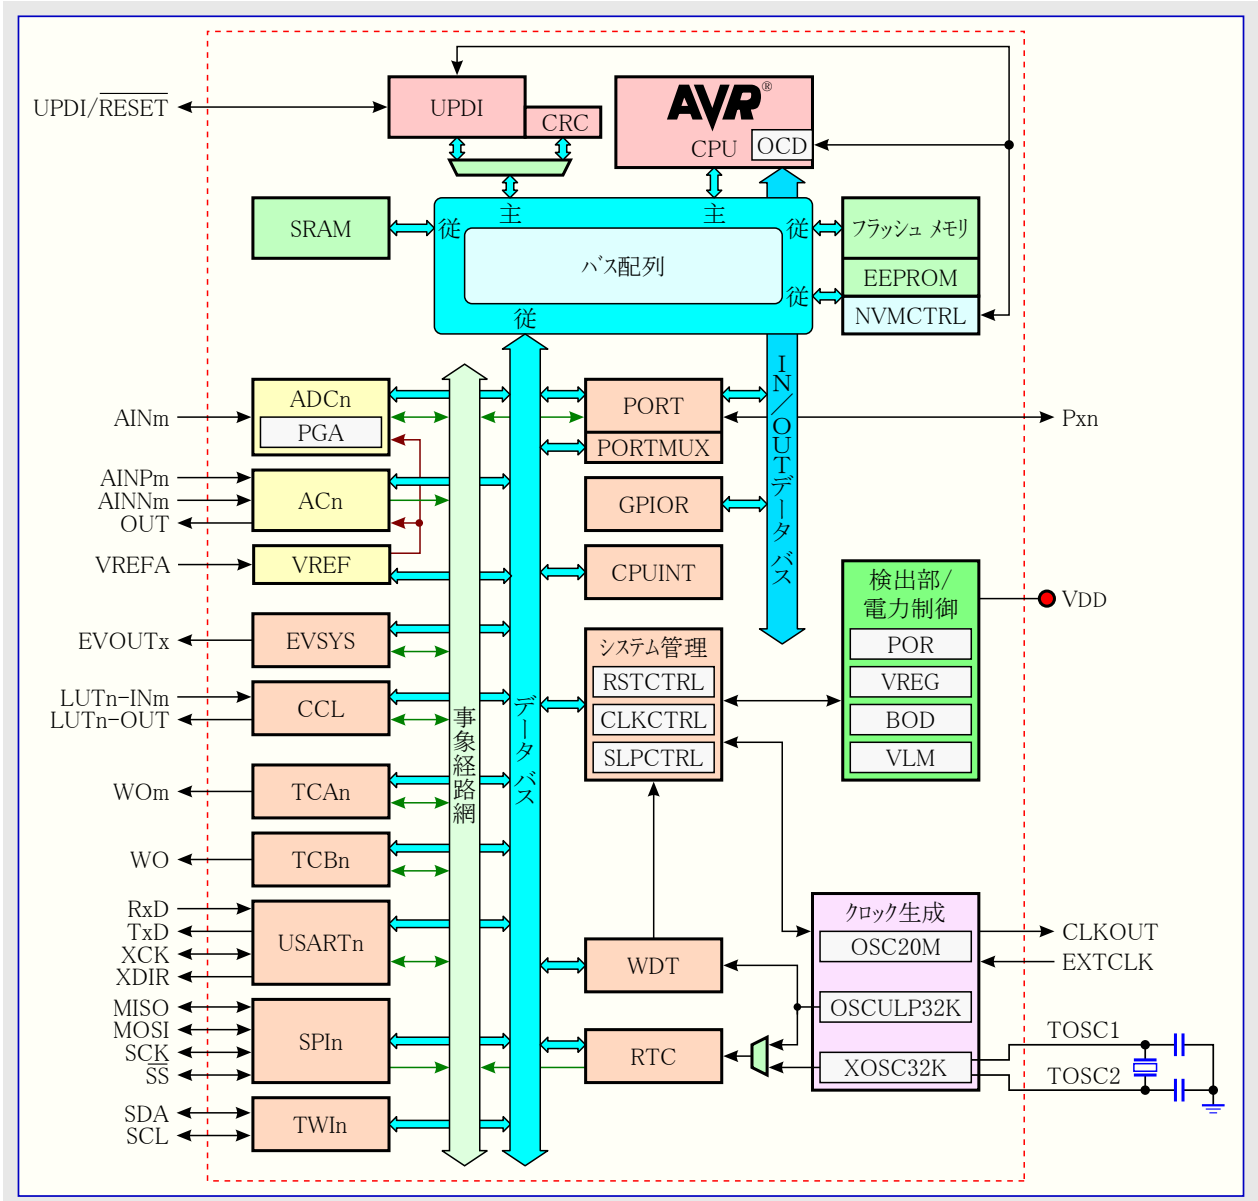 UPDI/RESET
UPDI
CRC
AVR®
CPU
OCD
SRAM
主
主
従
従
バス配列
従
従
フラッシュ メモリ
EEPROM
NVMCTRL
IN/OUTデータ バス
事象経路網
データ バス
AINm
ADCn
PGA
PORT
PORTMUX
Pxn
AINPm
AINNm
OUT
ACn
GPIOR
VREFA
VREF
CPUINT
検出部/
電力制御
POR
VREG
BOD
VLM
VDD
EVOUTx
EVSYS
システム管理
RSTCTRL
CLKCTRL
SLPCTRL
LUTn-INm
LUTn-OUT
CCL
WOm
TCAn
WO
TCBn
RxD
TxD
XCK
XDIR
USARTn
WDT
クロック生成
OSC20M
OSCULP32K
XOSC32K
CLKOUT
EXTCLK
MISO
MOSI
SCK
SS
SPIn
RTC
TOSC1
TOSC2
SDA
SCL
TWIn